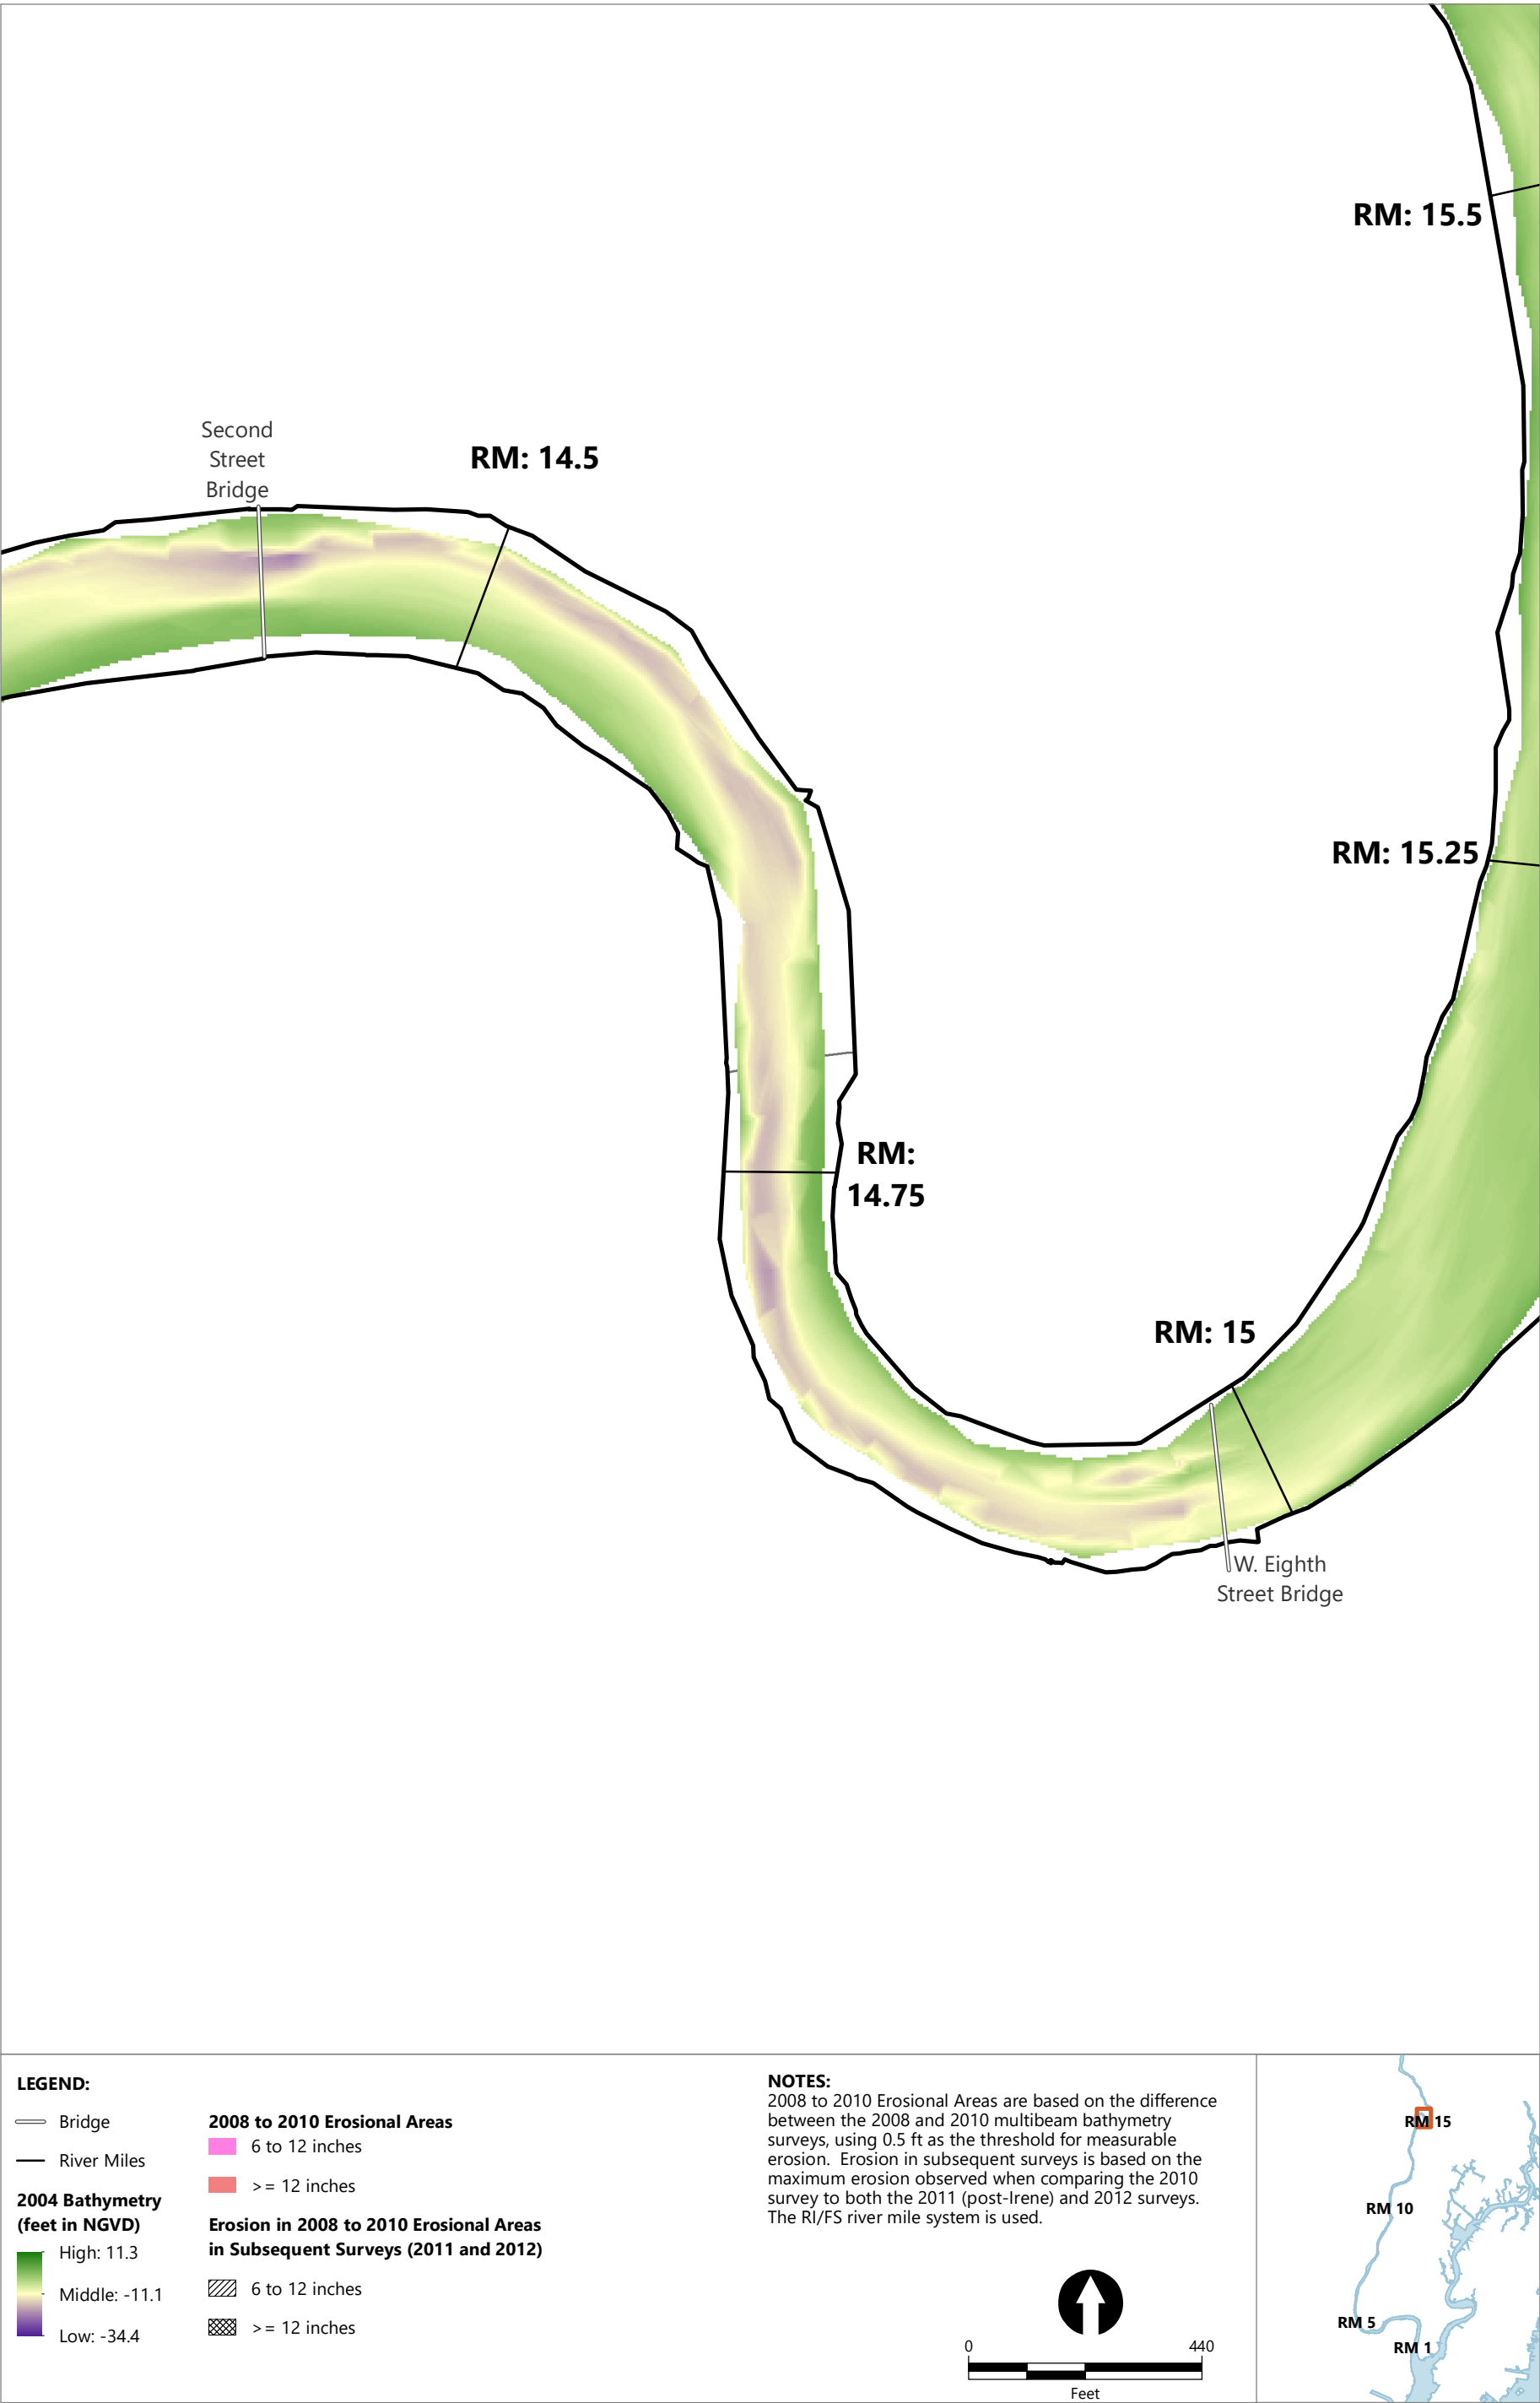 RM: 15.5
Second
Street
Bridge
RM: 14.5
RM: 15.25
RM:
14.75
RM: 15
W. Eighth
Street Bridge
LEGEND:
Bridge
River Miles
2004 Bathymetry
(feet in NGVD)
High: 11.3
Middle: -11.1
Low: -34.4
2008 to 2010 Erosional Areas
6 to 12 inches
>= 12 inches
Erosion in 2008 to 2010 Erosional Areas
in Subsequent Surveys (2011 and 2012)
6 to 12 inches
>= 12 inches
NOTES:
2008 to 2010 Erosional Areas are based on the difference
between the 2008 and 2010 multibeam bathymetry
surveys, using 0.5 ft as the threshold for measurable
erosion. Erosion in subsequent surveys is based on the
maximum erosion observed when comparing the 2010
survey to both the 2011 (post-Irene) and 2012 surveys.
The RI/FS river mile system is used.
0 440
Feet
RM 15
RM 10
RM 5
RM 1